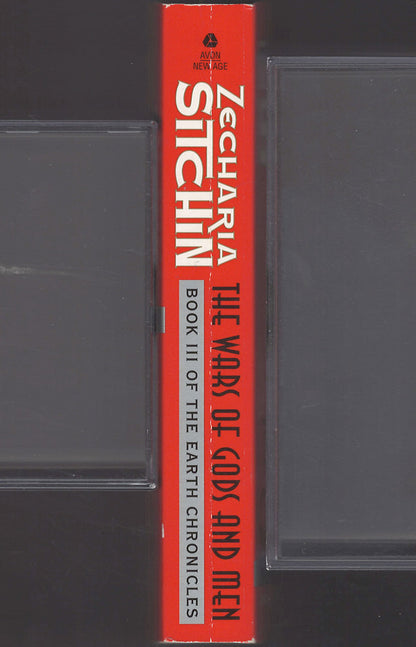 AVON
NEW AGE
ZECHARIA
SITCHIN
THE WARS OF GODS AND MEN
BOOK III OF THE EARTH CHRONICLES